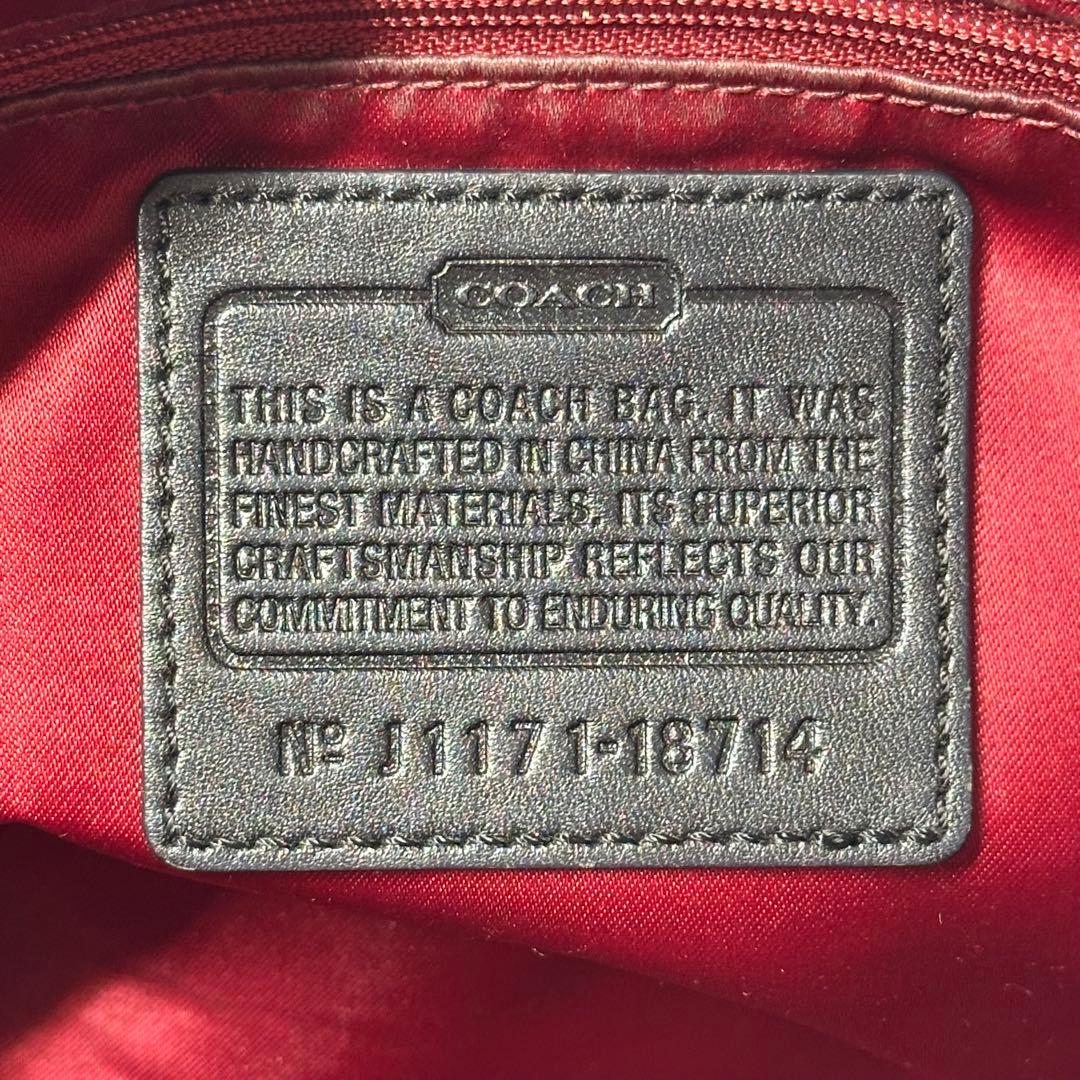 COACH
THIS IS A COACH BAG. IT WAS
HANDCRAFTED IN CHINA FROM THE
FINEST MATERIALS. ITS SUPERIOR
CRAFTSMANSHIP REFLECTS OUR
COMMITMENT TO ENDURING QUALITY.
Nº J1171-18714